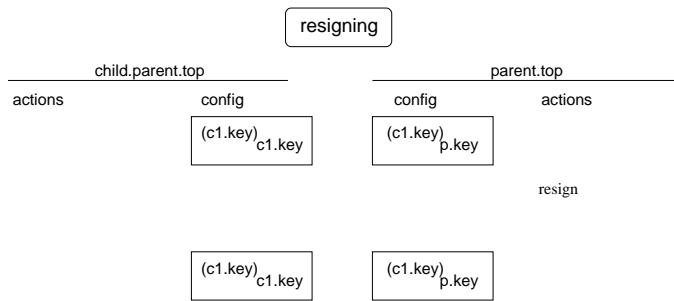 resigning
child.parent.top parent.top
actions config config actions
(c1.key)c1.key (c1.key)p.key
resign
(c1.key)c1.key (c1.key)p.key